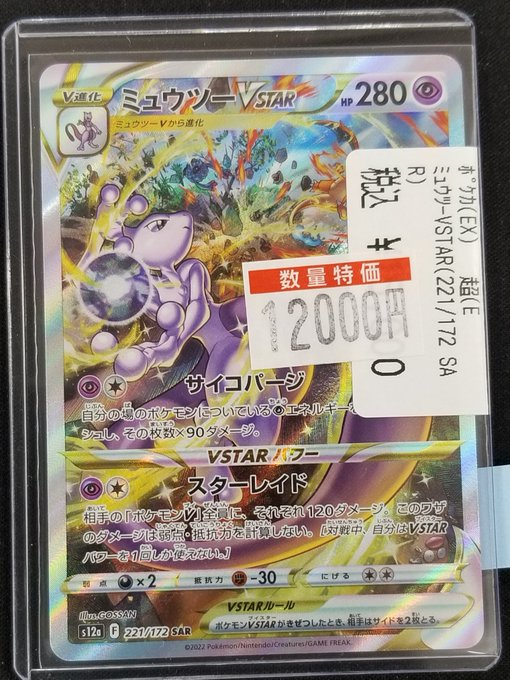 V進化
ミュウツーVSTAR
HP 280
ミュウツーVから進化
ポケカ(EX) 超(E
ミュウツーVSTAR(221/172 SA
R)
税込 ¥
0
数量特価
12000円
サイコパージ
自分の場のポケモンについている エネルギーを
シュし、その枚数×90ダメージ。
VSTARパワー
スターレイド
相手の「ポケモンV」全員に、それぞれ120ダメージ。このワザ
のダメージは弱点・抵抗力を計算しない。[対戦中、自分はVSTAR
パワーを1回しか使えない。]
弱点 ×2 抵抗力 -30 にげる
VSTARルール
ポケモンVSTARがきぜつしたとき、相手はサイドを2枚とる。
Illus. GOSSAN
s12a F 221/172 SAR
©2022 Pokémon/Nintendo/Creatures/GAME FREAK.